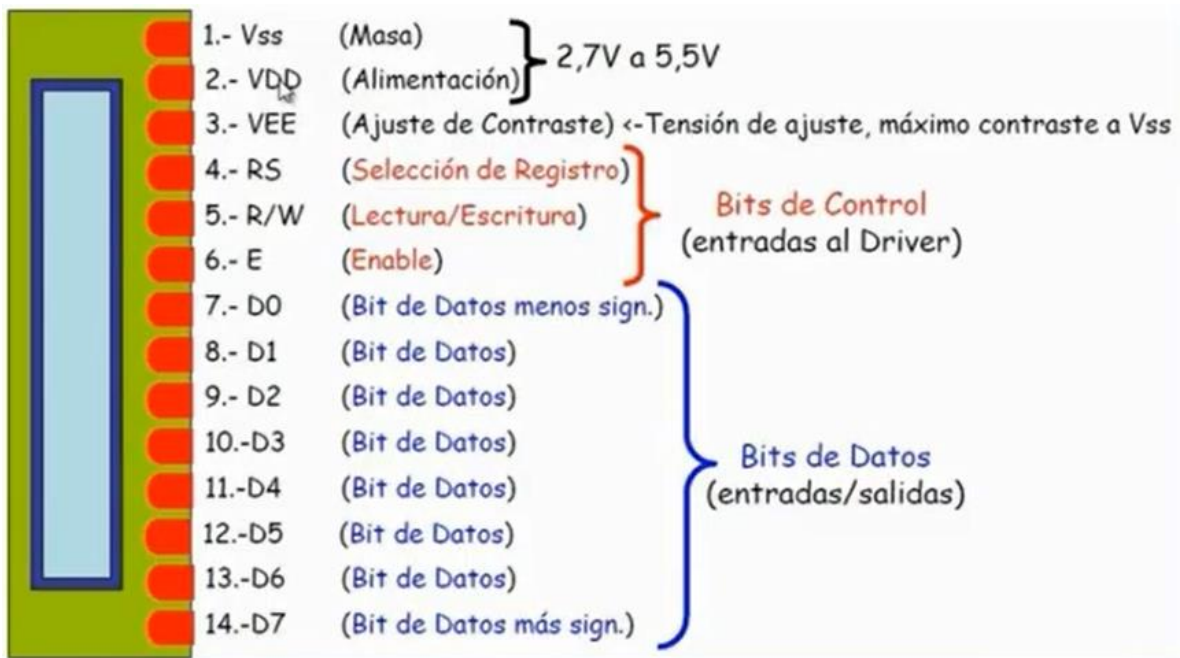 1.- Vss (Masa)
2.- VDD (Alimentación)
2,7V a 5,5V
3.- VEE (Ajuste de Contraste) <-Tensión de ajuste, máximo contraste a Vss
4.- RS (Selección de Registro)
5.- R/W (Lectura/Escritura)
6.- E (Enable)
Bits de Control
(entradas al Driver)
7.- D0 (Bit de Datos menos sign.)
8.- D1 (Bit de Datos)
9.- D2 (Bit de Datos)
10.-D3 (Bit de Datos)
11.-D4 (Bit de Datos)
12.-D5 (Bit de Datos)
13.-D6 (Bit de Datos)
14.-D7 (Bit de Datos más sign.)
Bits de Datos
(entradas/salidas)